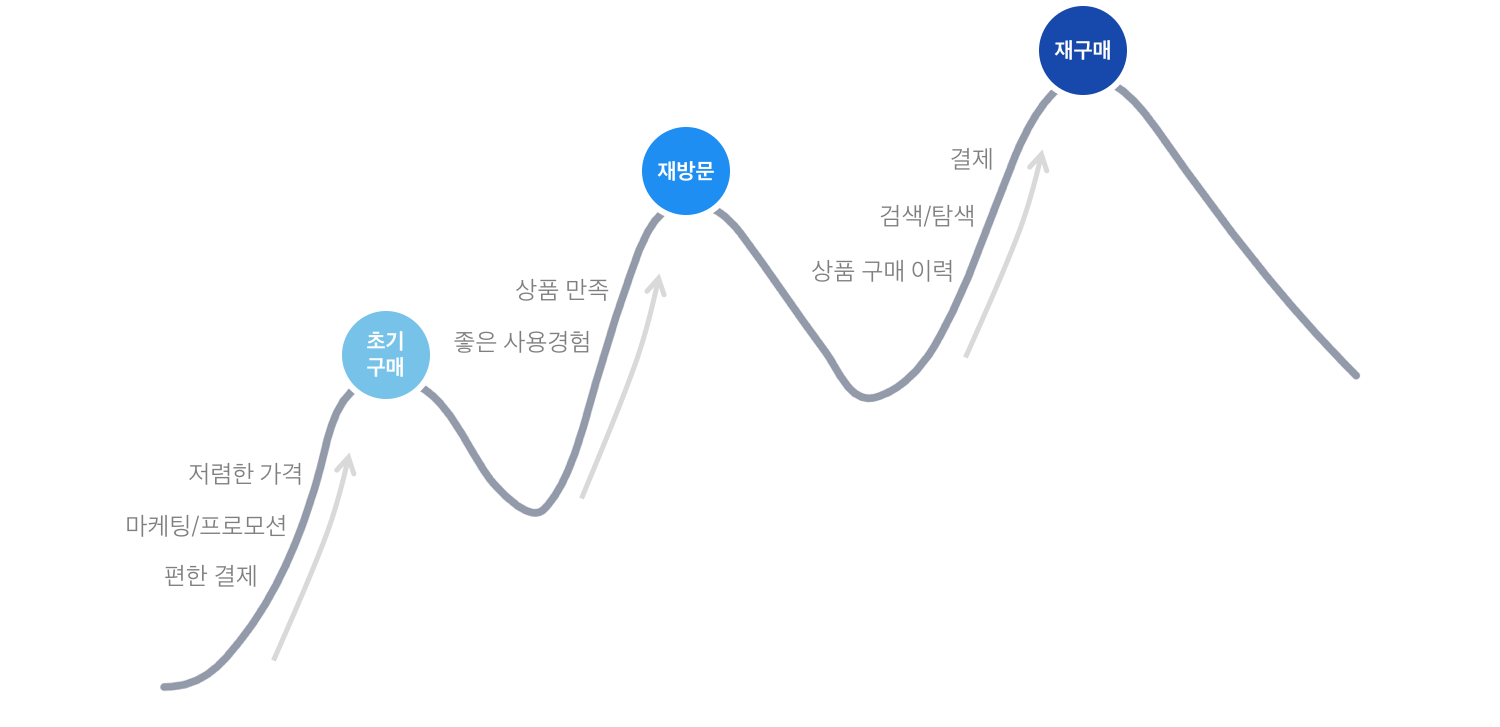 초기
구매
저렴한 가격
마케팅/프로모션
편한 결제
재방문
상품 만족
좋은 사용경험
재구매
결제
검색/탐색
상품 구매 이력